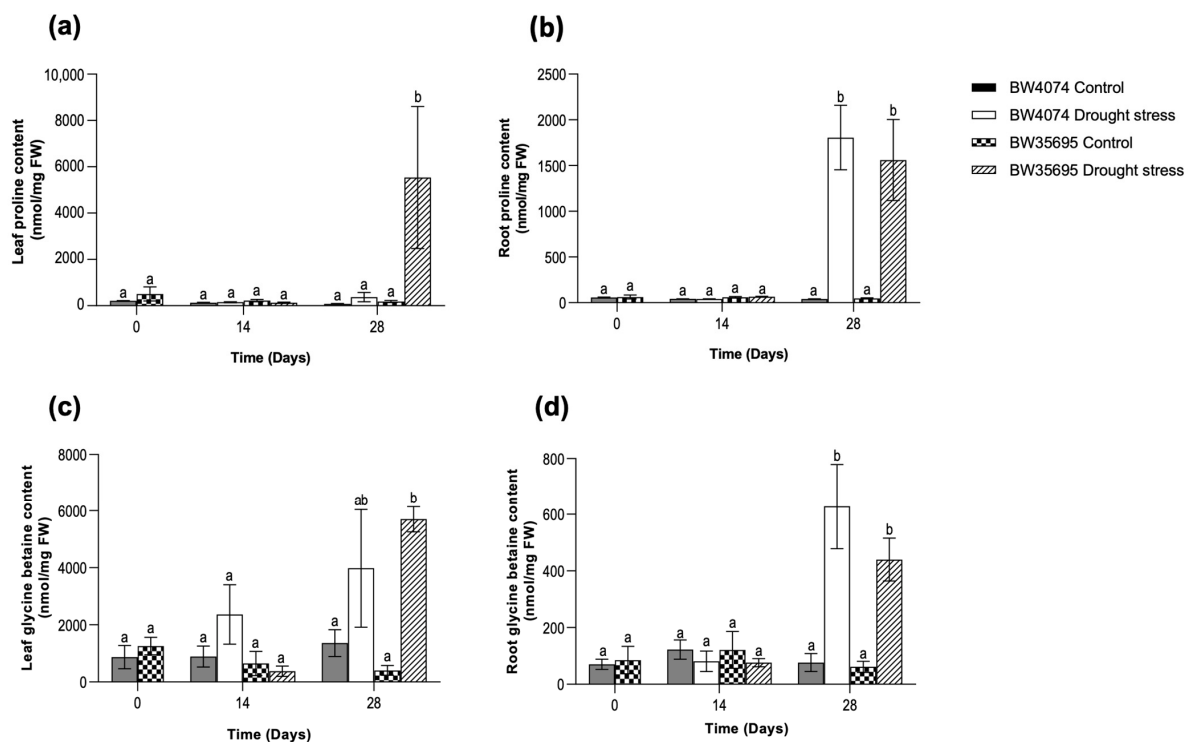 (a)
Leaf proline content
(nmol/mg FW)
10,000
8000
6000
4000
2000
0
a
a
a
a
a
a
a
a
a
b
0
14
28
Time (Days)
(b)
Root proline content
(nmol/mg FW)
2500
2000
1500
1000
500
0
a
a
a
a
a
a
a
b
a
b
0
14
28
Time (Days)
BW4074 Control
BW4074 Drought stress
BW35695 Control
BW35695 Drought stress
(c)
Leaf glycine betaine content
(nmol/mg FW)
8000
6000
4000
2000
0
a
a
a
a
a
a
a
ab
a
b
0
14
28
Time (Days)
(d)
Root glycine betaine content
(nmol/mg FW)
800
600
400
200
0
a
a
a
a
a
a
a
b
a
b
0
14
28
Time (Days)